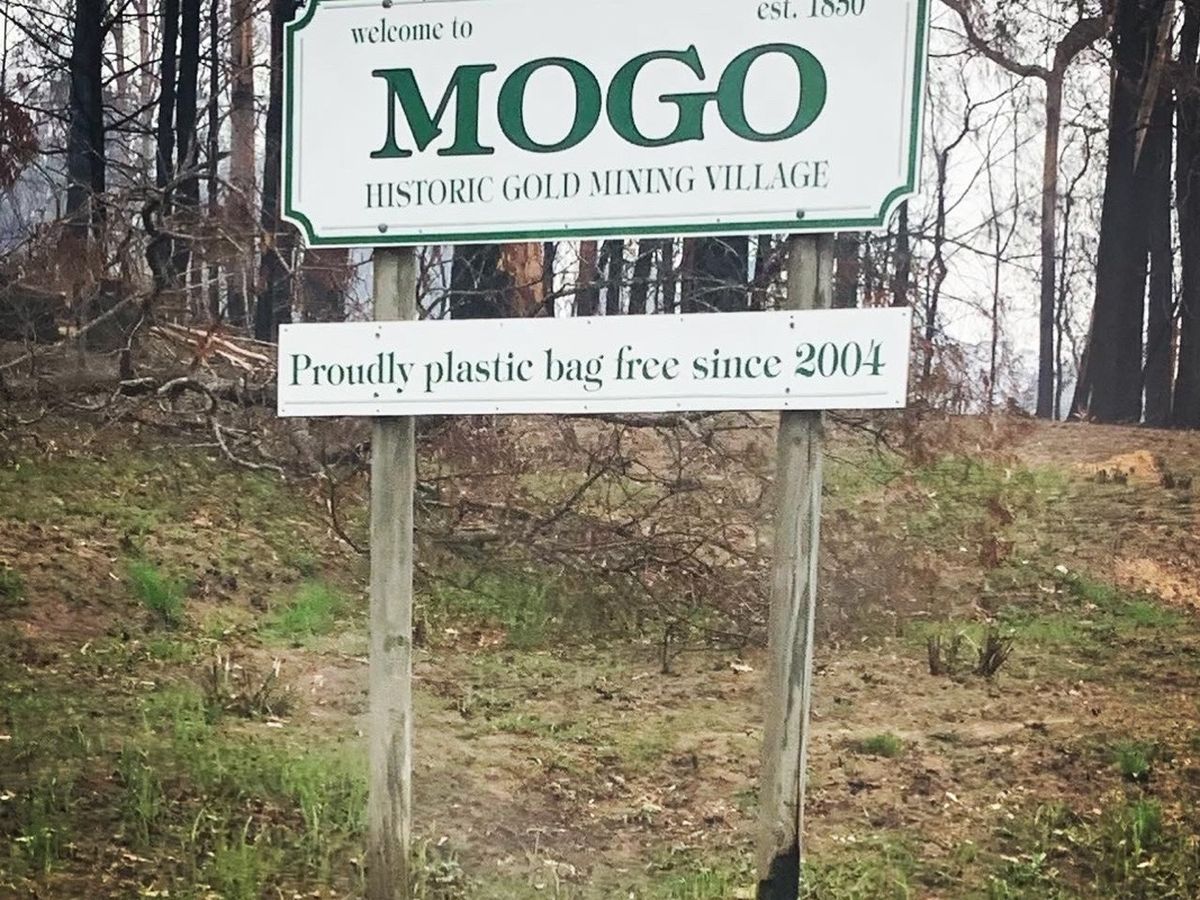 welcome to
est. 1850
MOGO
HISTORIC GOLD MINING VILLAGE
Proudly plastic bag free since 2004